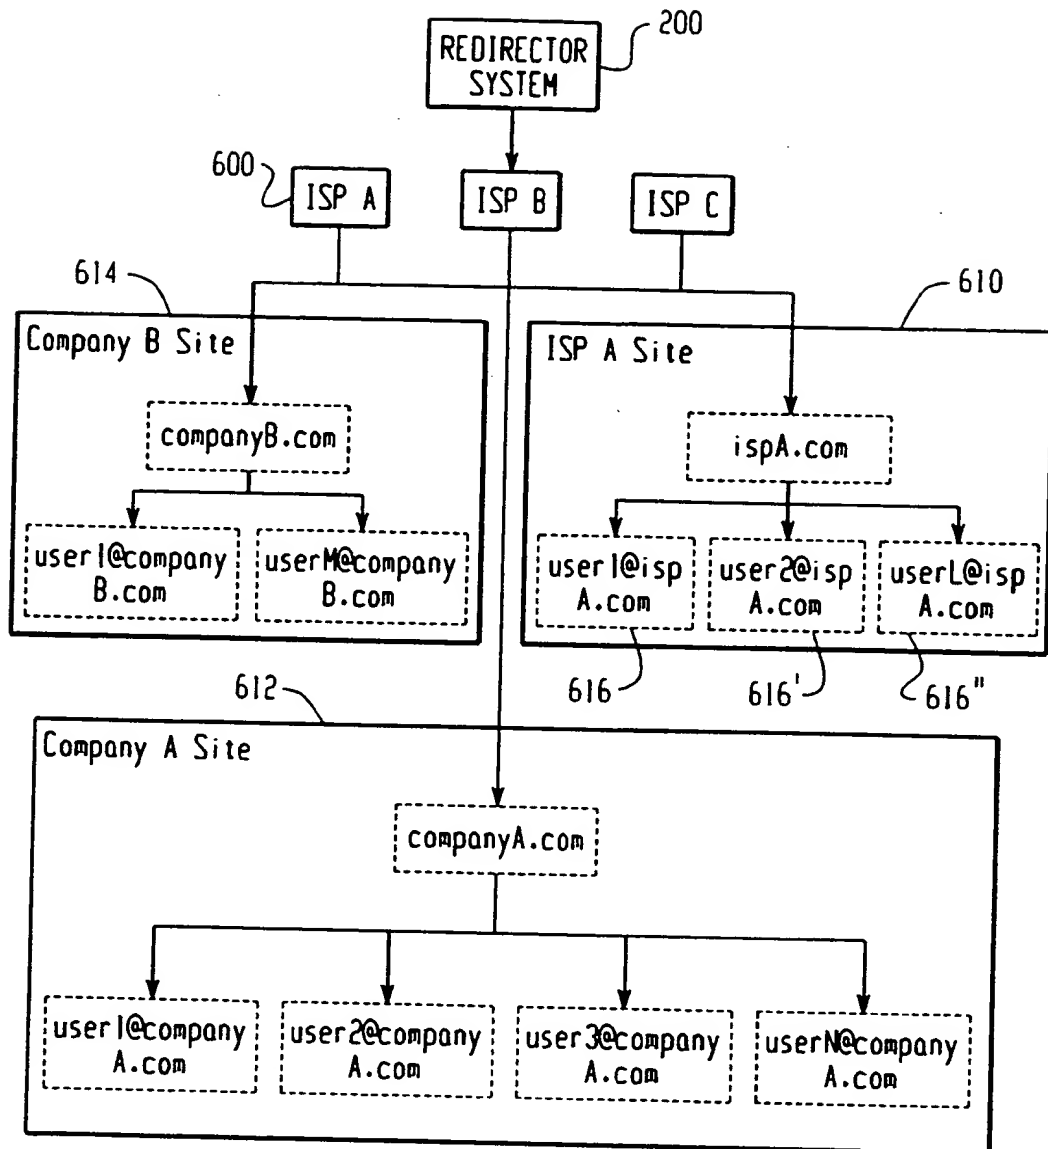 200
REDIRECTOR
SYSTEM
600
ISP A
ISP B
ISP C
614
610
Company B Site
ISP A Site
companyB.com
ispA.com
user1@company
B.com
userM@company
B.com
user1@isp
A.com
user2@isp
A.com
userL@isp
A.com
616
616'
616"
612
Company A Site
companyA.com
user1@company
A.com
user2@company
A.com
user3@company
A.com
userN@company
A.com